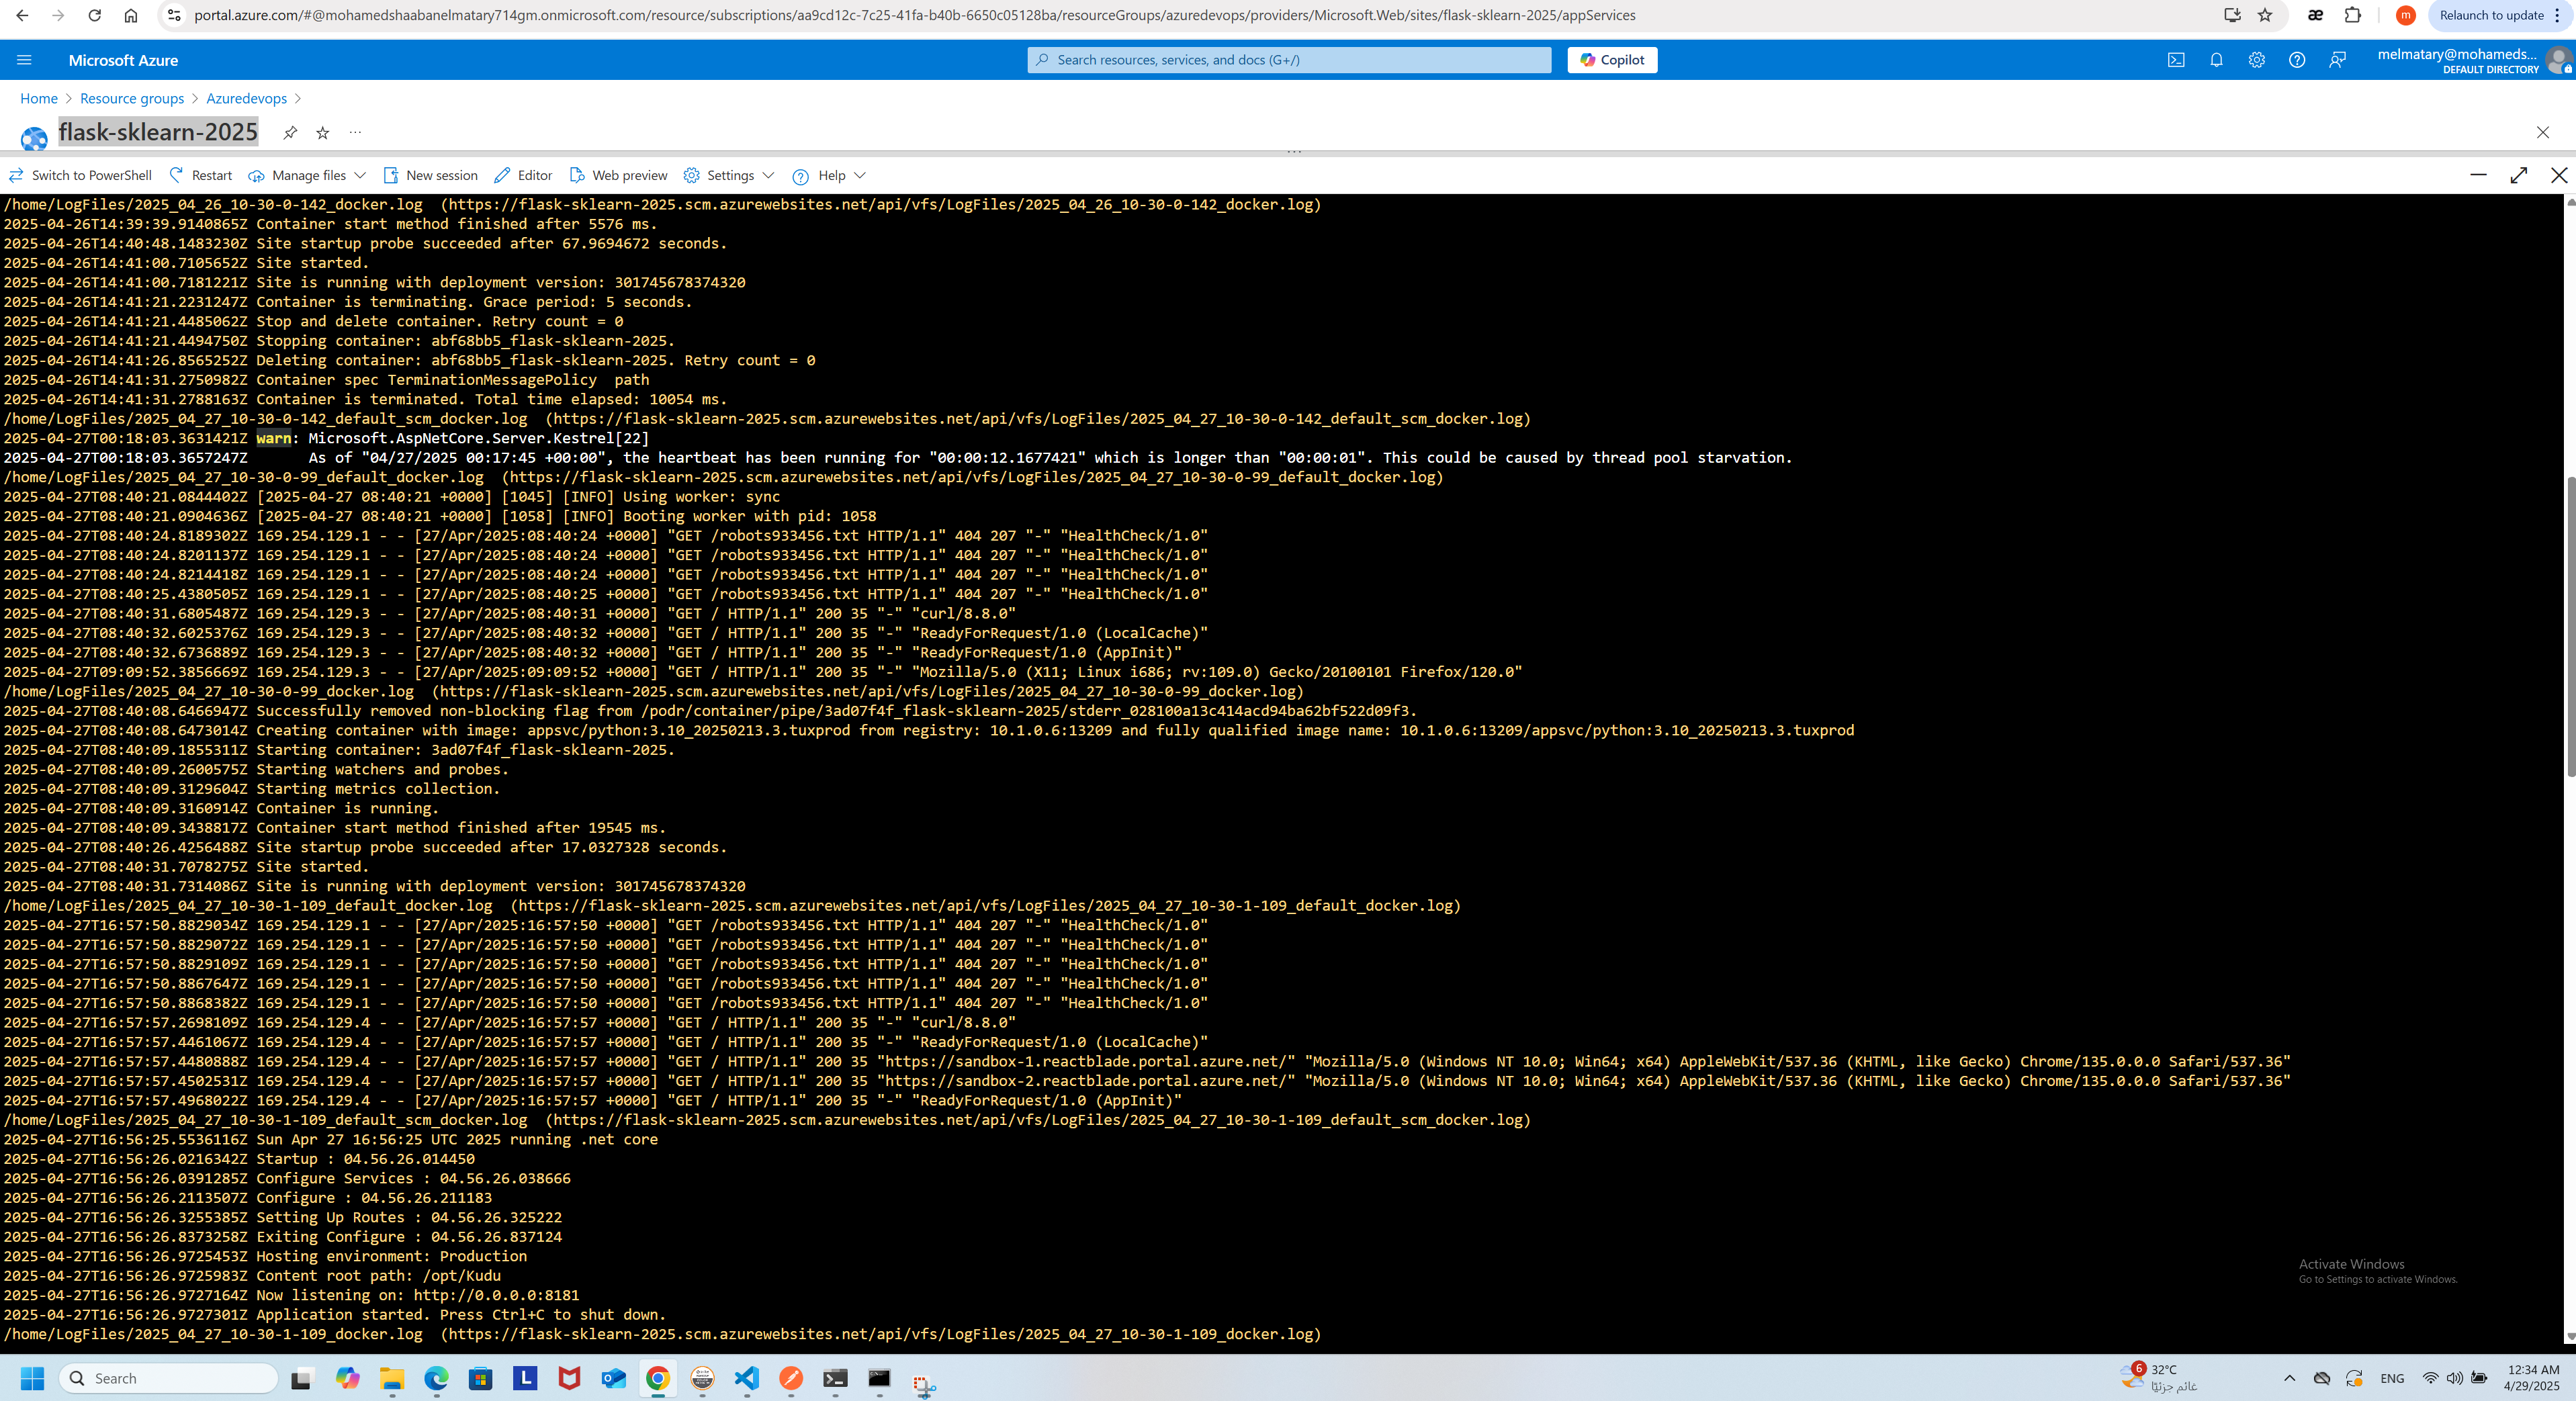 portal.azure.com/#@mohamedshaabanelmatary714gm.onmicrosoft.com/resource/subscriptions/aa9cd12c-7c25-41fa-b40b-6650c05128ba/resourceGroups/azuredevops/providers/Microsoft.Web/sites/flask-sklearn-2025/appServices
æ
m
Relaunch to update
Microsoft Azure
Search resources, services, and docs (G+/)
Copilot
melmatary@mohameds...
DEFAULT DIRECTORY
Home > Resource groups > Azuredevops >
flask-sklearn-2025
Switch to PowerShell Restart Manage files New session Editor Web preview Settings Help
/home/LogFiles/2025_04_26_10-30-0-142_docker.log (https://flask-sklearn-2025.scm.azurewebsites.net/api/vfs/LogFiles/2025_04_26_10-30-0-142_docker.log)
2025-04-26T14:39:39.9140865Z Container start method finished after 5576 ms.
2025-04-26T14:40:48.1483230Z Site startup probe succeeded after 67.9694672 seconds.
2025-04-26T14:41:00.7105652Z Site started.
2025-04-26T14:41:00.7181221Z Site is running with deployment version: 301745678374320
2025-04-26T14:41:21.2231247Z Container is terminating. Grace period: 5 seconds.
2025-04-26T14:41:21.4485062Z Stop and delete container. Retry count = 0
2025-04-26T14:41:21.4494750Z Stopping container: abf68bb5_flask-sklearn-2025.
2025-04-26T14:41:26.8565252Z Deleting container: abf68bb5_flask-sklearn-2025. Retry count = 0
2025-04-26T14:41:31.2750982Z Container spec TerminationMessagePolicy  path
2025-04-26T14:41:31.2788163Z Container is terminated. Total time elapsed: 10054 ms.
/home/LogFiles/2025_04_27_10-30-0-142_default_scm_docker.log (https://flask-sklearn-2025.scm.azurewebsites.net/api/vfs/LogFiles/2025_04_27_10-30-0-142_default_scm_docker.log)
2025-04-27T00:18:03.3631421Z warn: Microsoft.AspNetCore.Server.Kestrel[22]
2025-04-27T00:18:03.3657247Z       As of "04/27/2025 00:17:45 +00:00", the heartbeat has been running for "00:00:12.1677421" which is longer than "00:00:01". This could be caused by thread pool starvation.
/home/LogFiles/2025_04_27_10-30-0-99_default_docker.log (https://flask-sklearn-2025.scm.azurewebsites.net/api/vfs/LogFiles/2025_04_27_10-30-0-99_default_docker.log)
2025-04-27T08:40:21.0844402Z [2025-04-27 08:40:21 +0000] [1045] [INFO] Using worker: sync
2025-04-27T08:40:21.0904636Z [2025-04-27 08:40:21 +0000] [1058] [INFO] Booting worker with pid: 1058
2025-04-27T08:40:24.8189302Z 169.254.129.1 - - [27/Apr/2025:08:40:24 +0000] "GET /robots933456.txt HTTP/1.1" 404 207 "-" "HealthCheck/1.0"
2025-04-27T08:40:24.8201137Z 169.254.129.1 - - [27/Apr/2025:08:40:24 +0000] "GET /robots933456.txt HTTP/1.1" 404 207 "-" "HealthCheck/1.0"
2025-04-27T08:40:24.8214418Z 169.254.129.1 - - [27/Apr/2025:08:40:24 +0000] "GET /robots933456.txt HTTP/1.1" 404 207 "-" "HealthCheck/1.0"
2025-04-27T08:40:25.4380505Z 169.254.129.1 - - [27/Apr/2025:08:40:25 +0000] "GET /robots933456.txt HTTP/1.1" 404 207 "-" "HealthCheck/1.0"
2025-04-27T08:40:31.6805487Z 169.254.129.3 - - [27/Apr/2025:08:40:31 +0000] "GET / HTTP/1.1" 200 35 "-" "curl/8.8.0"
2025-04-27T08:40:32.6025376Z 169.254.129.3 - - [27/Apr/2025:08:40:32 +0000] "GET / HTTP/1.1" 200 35 "-" "ReadyForRequest/1.0 (LocalCache)"
2025-04-27T08:40:32.6736889Z 169.254.129.3 - - [27/Apr/2025:08:40:32 +0000] "GET / HTTP/1.1" 200 35 "-" "ReadyForRequest/1.0 (AppInit)"
2025-04-27T09:09:52.3856669Z 169.254.129.3 - - [27/Apr/2025:09:09:52 +0000] "GET / HTTP/1.1" 200 35 "-" "Mozilla/5.0 (X11; Linux i686; rv:109.0) Gecko/20100101 Firefox/120.0"
/home/LogFiles/2025_04_27_10-30-0-99_docker.log (https://flask-sklearn-2025.scm.azurewebsites.net/api/vfs/LogFiles/2025_04_27_10-30-0-99_docker.log)
2025-04-27T08:40:08.6466947Z Successfully removed non-blocking flag from /podr/container/pipe/3ad07f4f_flask-sklearn-2025/stderr_028100a13c414acd94ba62bf522d09f3.
2025-04-27T08:40:08.6473014Z Creating container with image: appsvc/python:3.10_20250213.3.tuxprod from registry: 10.1.0.6:13209 and fully qualified image name: 10.1.0.6:13209/appsvc/python:3.10_20250213.3.tuxprod
2025-04-27T08:40:09.1855311Z Starting container: 3ad07f4f_flask-sklearn-2025.
2025-04-27T08:40:09.2600575Z Starting watchers and probes.
2025-04-27T08:40:09.3129604Z Starting metrics collection.
2025-04-27T08:40:09.3160914Z Container is running.
2025-04-27T08:40:09.3438817Z Container start method finished after 19545 ms.
2025-04-27T08:40:26.4256488Z Site startup probe succeeded after 17.0327328 seconds.
2025-04-27T08:40:31.7078275Z Site started.
2025-04-27T08:40:31.7314086Z Site is running with deployment version: 301745678374320
/home/LogFiles/2025_04_27_10-30-1-109_default_docker.log (https://flask-sklearn-2025.scm.azurewebsites.net/api/vfs/LogFiles/2025_04_27_10-30-1-109_default_docker.log)
2025-04-27T16:57:50.8829034Z 169.254.129.1 - - [27/Apr/2025:16:57:50 +0000] "GET /robots933456.txt HTTP/1.1" 404 207 "-" "HealthCheck/1.0"
2025-04-27T16:57:50.8829072Z 169.254.129.1 - - [27/Apr/2025:16:57:50 +0000] "GET /robots933456.txt HTTP/1.1" 404 207 "-" "HealthCheck/1.0"
2025-04-27T16:57:50.8829109Z 169.254.129.1 - - [27/Apr/2025:16:57:50 +0000] "GET /robots933456.txt HTTP/1.1" 404 207 "-" "HealthCheck/1.0"
2025-04-27T16:57:50.8867647Z 169.254.129.1 - - [27/Apr/2025:16:57:50 +0000] "GET /robots933456.txt HTTP/1.1" 404 207 "-" "HealthCheck/1.0"
2025-04-27T16:57:50.8868382Z 169.254.129.1 - - [27/Apr/2025:16:57:50 +0000] "GET /robots933456.txt HTTP/1.1" 404 207 "-" "HealthCheck/1.0"
2025-04-27T16:57:57.2698109Z 169.254.129.4 - - [27/Apr/2025:16:57:57 +0000] "GET / HTTP/1.1" 200 35 "-" "curl/8.8.0"
2025-04-27T16:57:57.4461067Z 169.254.129.4 - - [27/Apr/2025:16:57:57 +0000] "GET / HTTP/1.1" 200 35 "-" "ReadyForRequest/1.0 (LocalCache)"
2025-04-27T16:57:57.4480888Z 169.254.129.4 - - [27/Apr/2025:16:57:57 +0000] "GET / HTTP/1.1" 200 35 "https://sandbox-1.reactblade.portal.azure.net/" "Mozilla/5.0 (Windows NT 10.0; Win64; x64) AppleWebKit/537.36 (KHTML, like Gecko) Chrome/135.0.0.0 Safari/537.36"
2025-04-27T16:57:57.4502531Z 169.254.129.4 - - [27/Apr/2025:16:57:57 +0000] "GET / HTTP/1.1" 200 35 "https://sandbox-2.reactblade.portal.azure.net/" "Mozilla/5.0 (Windows NT 10.0; Win64; x64) AppleWebKit/537.36 (KHTML, like Gecko) Chrome/135.0.0.0 Safari/537.36"
2025-04-27T16:57:57.4968022Z 169.254.129.4 - - [27/Apr/2025:16:57:57 +0000] "GET / HTTP/1.1" 200 35 "-" "ReadyForRequest/1.0 (AppInit)"
/home/LogFiles/2025_04_27_10-30-1-109_default_scm_docker.log (https://flask-sklearn-2025.scm.azurewebsites.net/api/vfs/LogFiles/2025_04_27_10-30-1-109_default_scm_docker.log)
2025-04-27T16:56:25.5536116Z Sun Apr 27 16:56:25 UTC 2025 running .net core
2025-04-27T16:56:26.0216342Z Startup : 04.56.26.014450
2025-04-27T16:56:26.0391285Z Configure Services : 04.56.26.038666
2025-04-27T16:56:26.2113507Z Configure : 04.56.26.211183
2025-04-27T16:56:26.3255385Z Setting Up Routes : 04.56.26.325222
2025-04-27T16:56:26.8373258Z Exiting Configure : 04.56.26.837124
2025-04-27T16:56:26.9725453Z Hosting environment: Production
2025-04-27T16:56:26.9725983Z Content root path: /opt/Kudu
2025-04-27T16:56:26.9727164Z Now listening on: http://0.0.0.0:8181
2025-04-27T16:56:26.9727301Z Application started. Press Ctrl+C to shut down.
/home/LogFiles/2025_04_27_10-30-1-109_docker.log (https://flask-sklearn-2025.scm.azurewebsites.net/api/vfs/LogFiles/2025_04_27_10-30-1-109_docker.log)
Activate Windows
Go to Settings to activate Windows.
Search
L
6
32°C
غائم جزئيًا
ENG
12:34 AM
4/29/2025